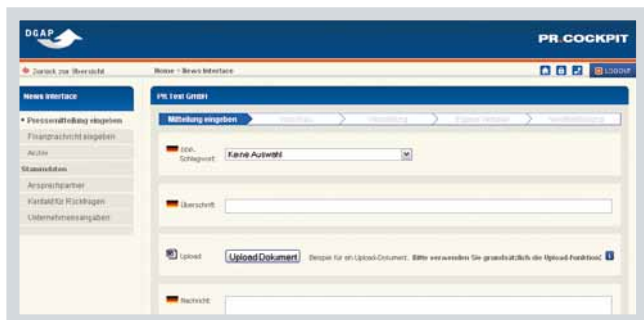 DGAP
PR.COCKPIT
Zurück zur Übersicht
Home > News Interface
LOGOUT
News Interface
PR Test GmbH
Pressemitteilung eingeben
Finanznachricht eingeben
Archiv
Stammdaten
Ansprechpartner
Kontakt für Rückfragen
Unternehmensangaben
Mitteilung eingeben
Schlagwort:
Keine Auswahl
Überschrift:
Upload:
Upload Dokument
Beispiel für ein Upload-Dokument. Bitte verwenden Sie grundsätzlich die Upload-Funktion!
Nachricht: